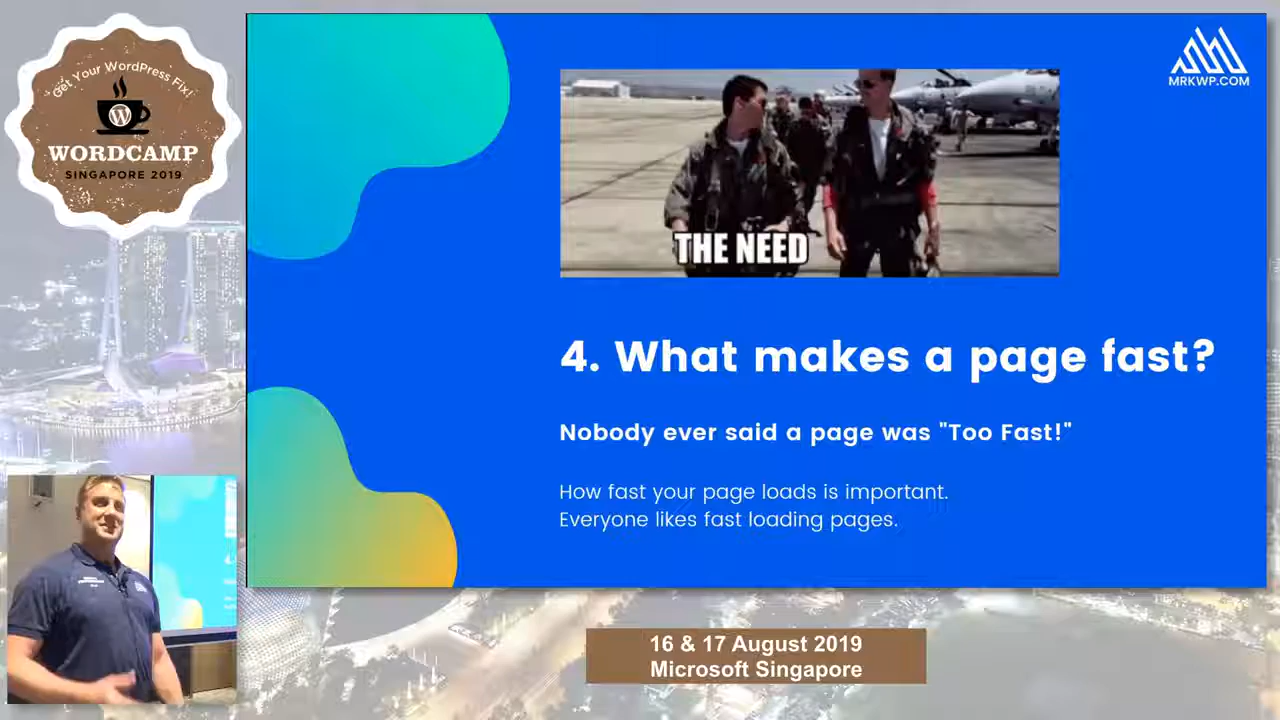 Get Your WordPress Fix!
WORDCAMP
SINGAPORE 2019
MRKWP.COM
THE NEED
4. What makes a page fast?
Nobody ever said a page was "Too Fast!"
How fast your page loads is important.
Everyone likes fast loading pages.
16 & 17 August 2019
Microsoft Singapore